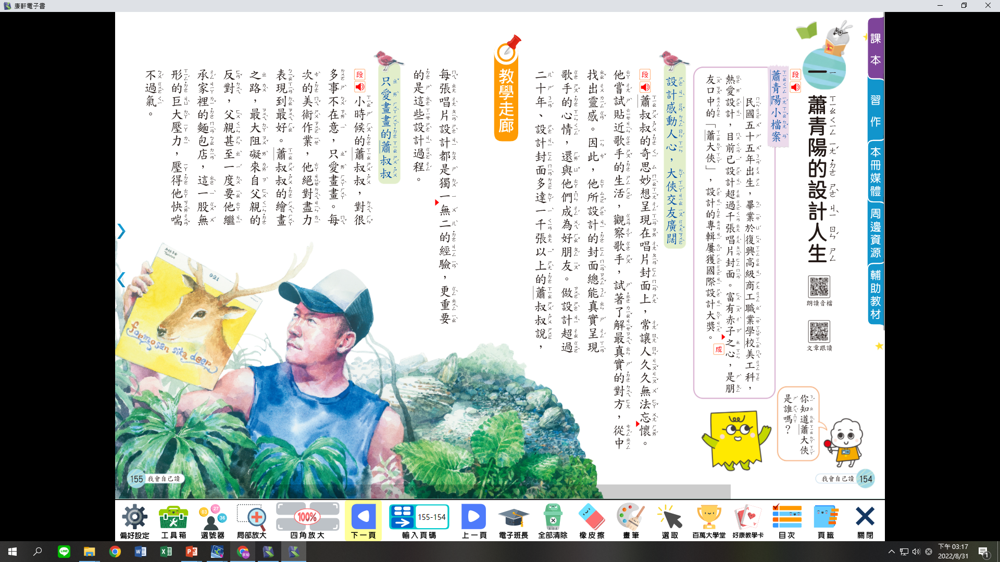 康軒電子書
課本
習作
本冊媒體
周邊資源
輔助教材
一
蕭青陽的設計人生
朗讀音檔
文章跟讀
段
蕭青陽小檔案
民國五十五年出生，畢業於復興高級商工職業學校美工科，
熱愛設計，目前已設計超過千張唱片封面。富有赤子之心，是朋
友口中的「蕭大俠」，設計的專輯屢獲國際設計大獎。
成
你知道蕭大俠
是誰嗎？
設計感動人心，大俠交友廣闊
段
蕭叔叔的奇思妙想呈現在唱片封面上，常讓人久久無法忘懷。
他嘗試貼近歌手的生活，觀察歌手，試著了解最真實的對方，從中
找出靈感。因此，他所設計的封面總能真實呈現
歌手的心情，還與他們成為好朋友。做設計超過
二十年、設計封面多達一千張以上的蕭叔叔說，
教學走廊
每張唱片設計都是獨一無二的經驗，更重要
的是這些設計過程。
只愛畫畫的蕭叔叔
段
小時候的蕭叔叔，對很
多事不在意，只愛畫畫。每
次的美術作業，他絕對盡力
表現到最好。蕭叔叔的繪畫
之路，最大阻礙來自父親的
反對，父親甚至一度要他繼
承家裡的麵包店，這一股無
形的巨大壓力，壓得他快喘
不過氣。
021
formosan sika deer
155 我會自己讀
我會自己讀 154
偏好設定
工具箱
03 27 36
選號器
局部放大
100%
四角放大
下一頁
155-154
輸入頁碼
上一頁
電子班長
全部清除
橡皮擦
畫筆
選取
百萬大學堂
好康教學卡
目次
頁籤
關閉
下午 03:17
2022/8/31
1